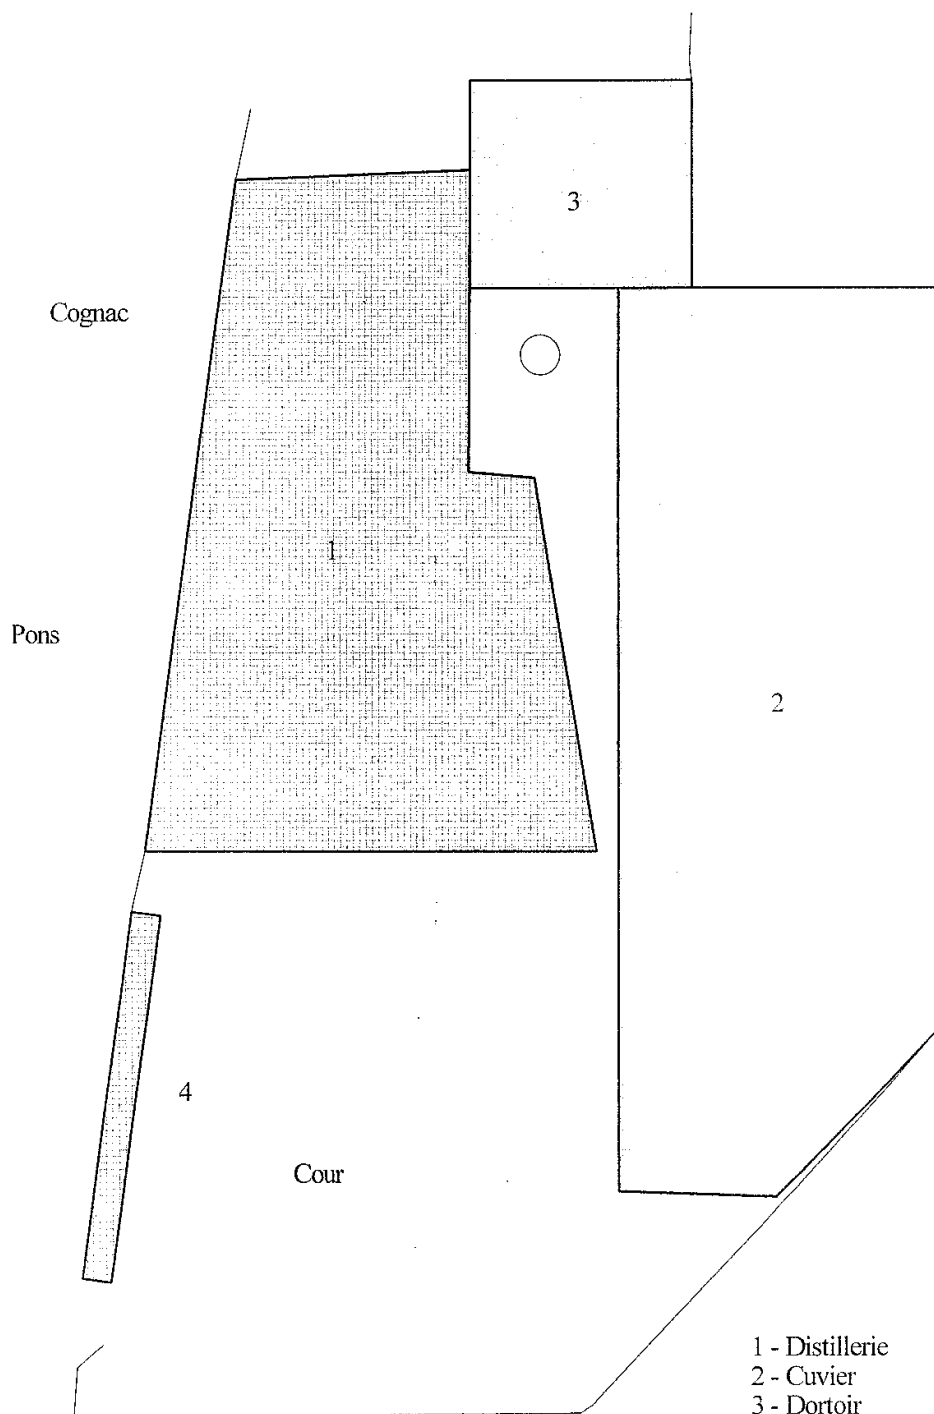 3
Cognac
1
Pons
2
4
Cour
1 - Distillerie
2 - Cuvier
3 - Dortoir